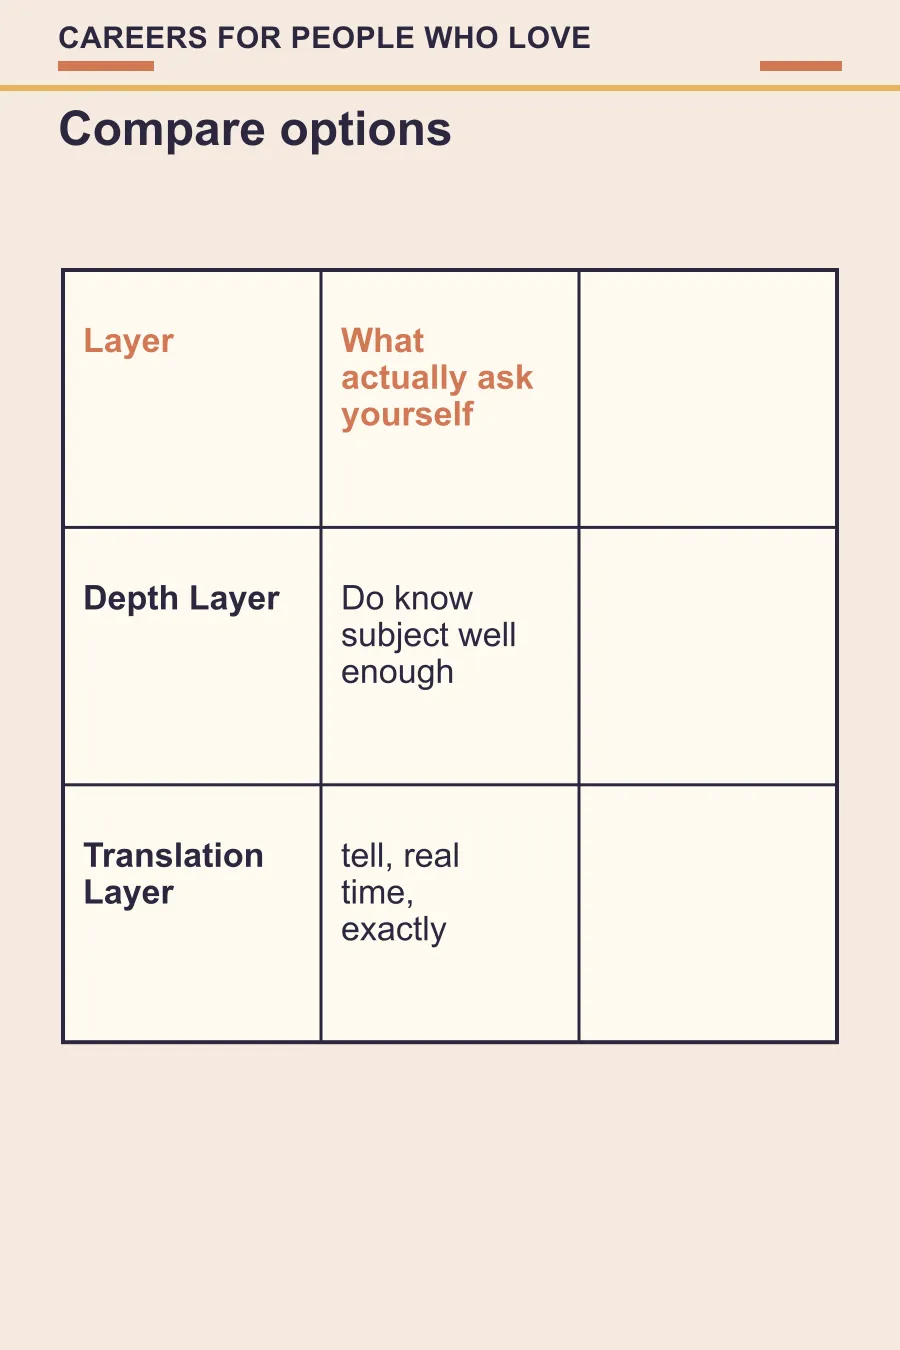 CAREERS FOR PEOPLE WHO LOVE
Compare options
Layer
What
actually ask
yourself
Depth Layer
Do know
subject well
enough
Translation
Layer
tell, real
time,
exactly